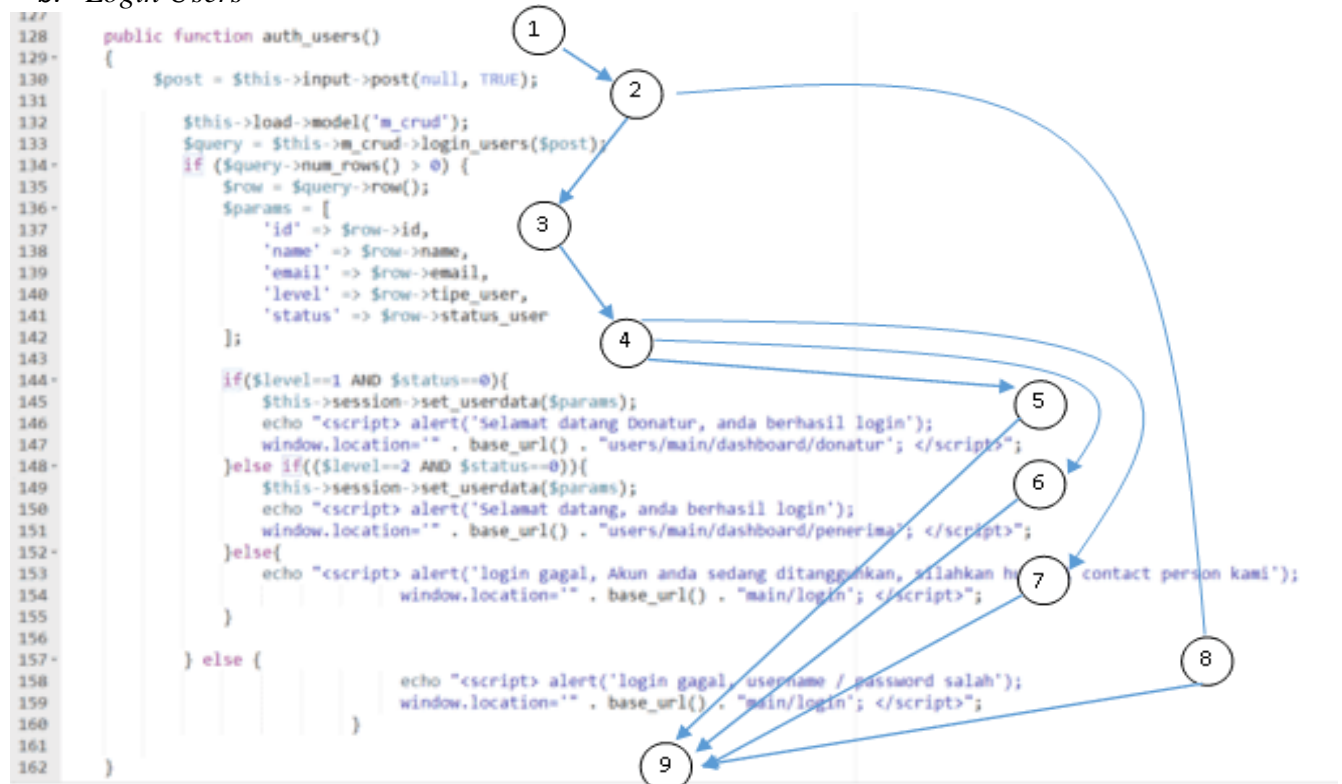 Login Users
127
128 public function auth_users()
129 {
130 $post = $this->input->post(null, TRUE);
131
132 $this->load->model('m_crud');
133 $query = $this->m_crud->login_users($post);
134 if ($query->num_rows() > 0) {
135 $row = $query->row();
136 $params = [
137 'id' => $row->id,
138 'name' => $row->name,
139 'email' => $row->email,
140 'level' => $row->tipe_user,
141 'status' => $row->status_user
142 ];
143
144 if($level==1 AND $status==0){
145 $this->session->set_userdata($params);
146 echo "<script> alert('Selamat datang Donatur, anda berhasil login');
147 window.location='" . base_url() . "users/main/dashboard/donatur'; </script>";
148 }else if(($level==2 AND $status==0)){
149 $this->session->set_userdata($params);
150 echo "<script> alert('Selamat datang, anda berhasil login');
151 window.location='" . base_url() . "users/main/dashboard/penerima'; </script>";
152 }else{
153 echo "<script> alert('login gagal, Akun anda sedang ditangguhkan, silahkan contact person kami');
154 window.location='" . base_url() . "main/login'; </script>";
155 }
156
157 } else {
158 echo "<script> alert('login gagal, username / password salah');
159 window.location='" . base_url() . "main/login'; </script>";
160 }
161
162 }
1
2
3
4
5
6
7
8
9